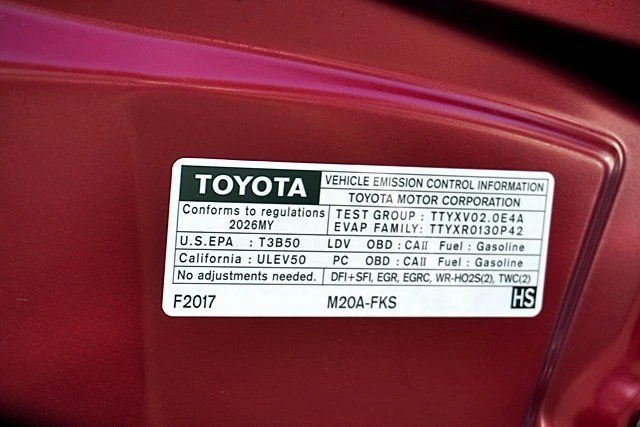 TOYOTA
VEHICLE EMISSION CONTROL INFORMATION
TOYOTA MOTOR CORPORATION
Conforms to regulations
2026MY
TEST GROUP : TTYXV02.0E4A
EVAP FAMILY: TTYXR0130P42
U.S.EPA : T3B50 LDV OBD : CAII Fuel : Gasoline
California : ULEV50 PC OBD : CAII Fuel : Gasoline
No adjustments needed. DFI+SFI, EGR, EGRC, WR-HO2S(2), TWC(2)
F2017 M20A-FKS HS